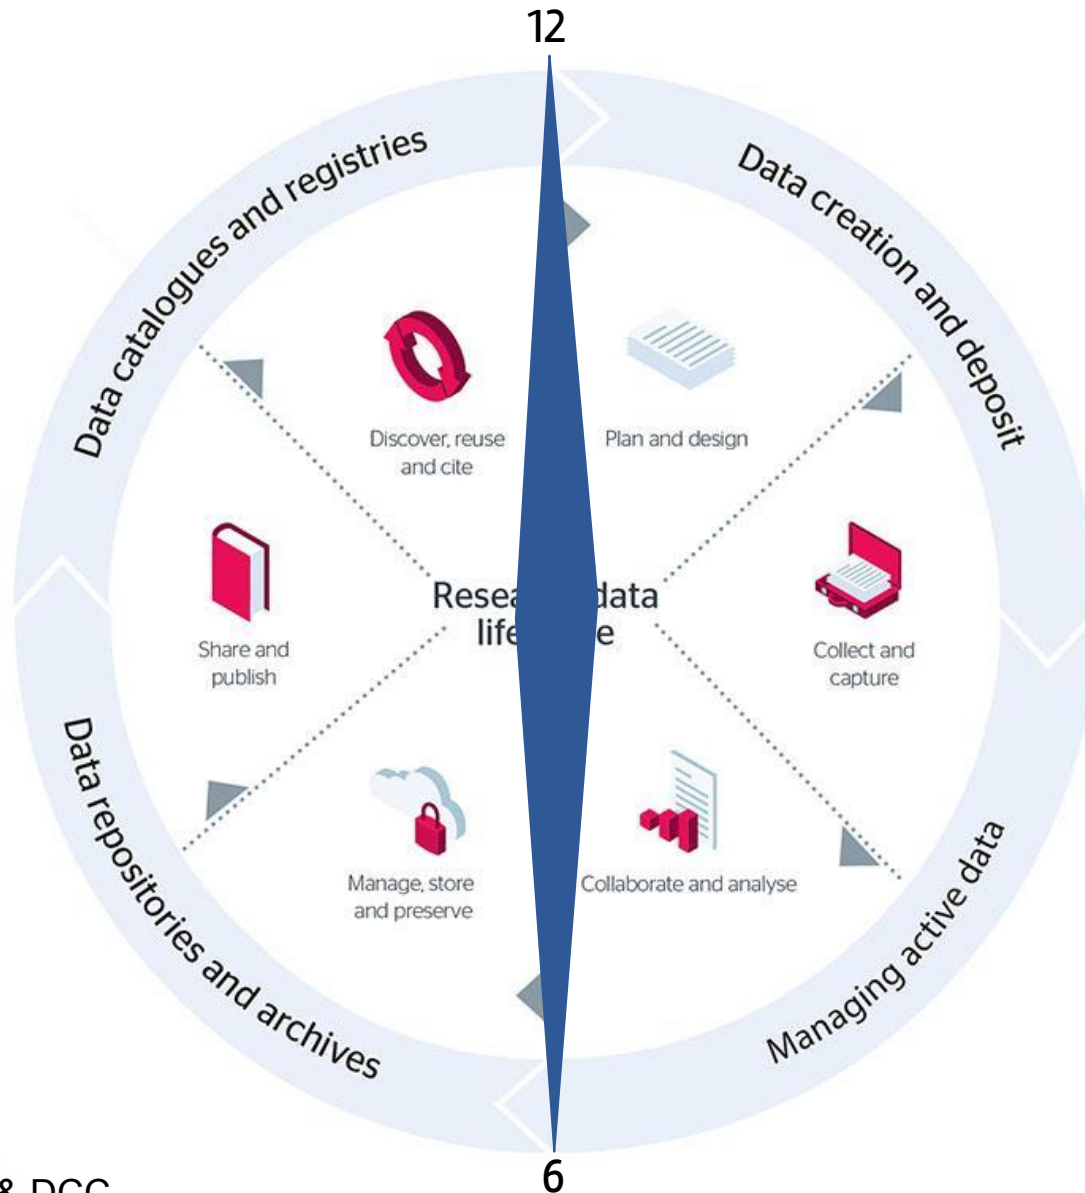 12
Data catalogues and registries
Data creation and deposit
Discover, reuse
and cite
Plan and design
data
Share and
publish
Collect and
capture
Data repositories and archives
Managing active data
Manage, store
and preserve
Collaborate and analyse
6